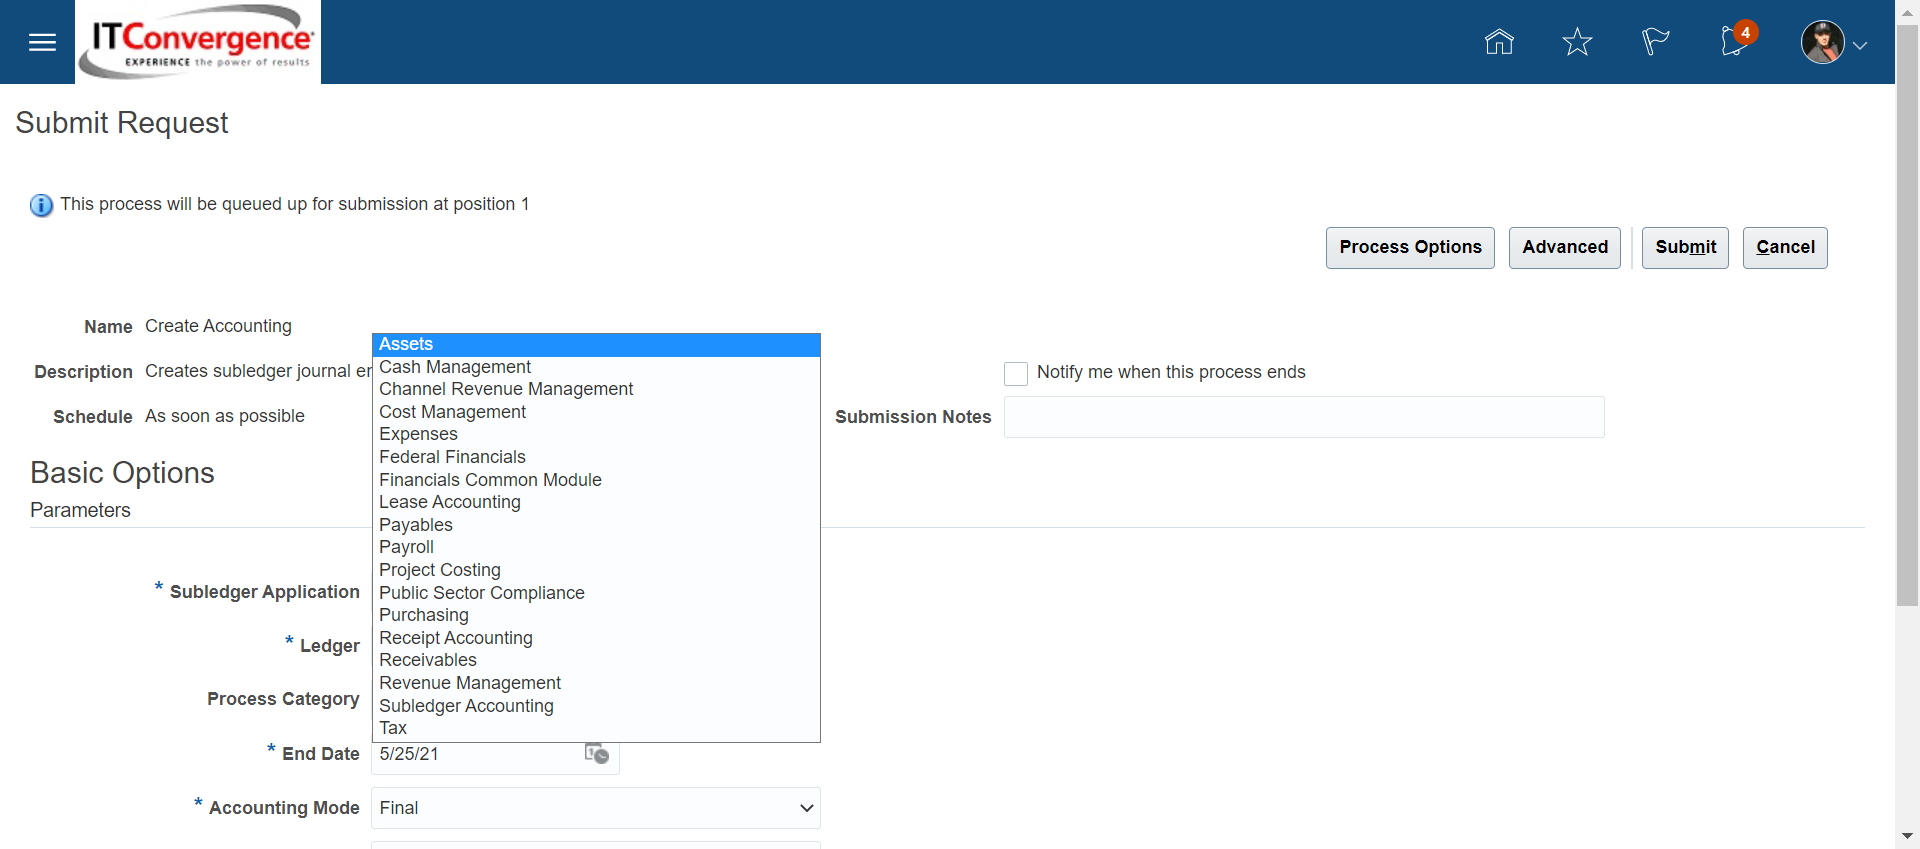 ITConvergence
EXPERIENCE the power of results
4
Submit Request
This process will be queued up for submission at position 1
Process Options
Advanced
Submit
Cancel
Name Create Accounting
Description Creates subledger journal er
Schedule As soon as possible
Notify me when this process ends
Submission Notes
Basic Options
Parameters
* Subledger Application
Assets
Cash Management
Channel Revenue Management
Cost Management
Expenses
Federal Financials
Financials Common Module
Lease Accounting
Payables
Payroll
Project Costing
Public Sector Compliance
Purchasing
Receipt Accounting
Receivables
Revenue Management
Subledger Accounting
Tax
* Ledger
Process Category
* End Date 5/25/21
* Accounting Mode Final